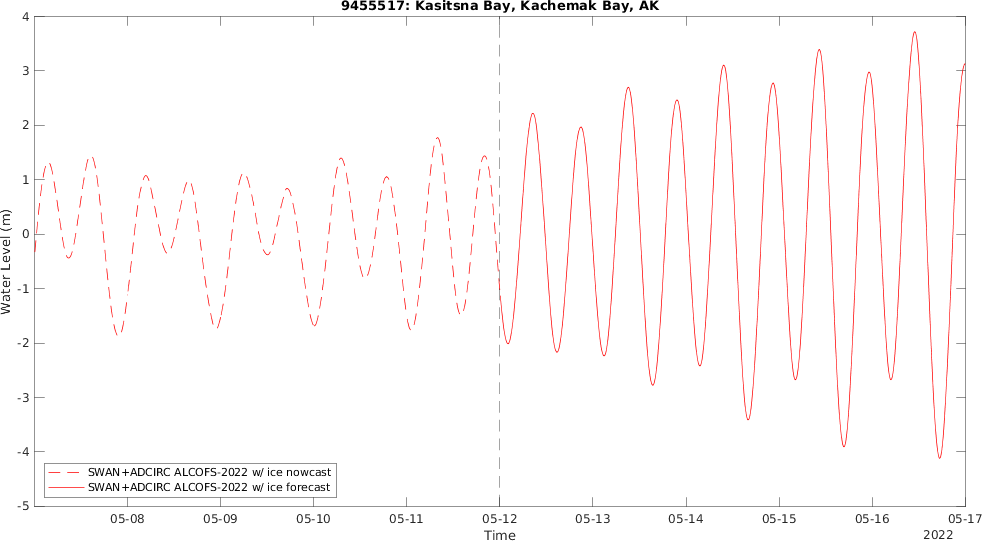 9455517: Kasitsna Bay, Kachemak Bay, AK
4
3
2
1
0
-1
-2
-3
-4
-5
Water Level (m)
SWAN+ADCIRC ALCOFS-2022 w/ ice nowcast
SWAN+ADCIRC ALCOFS-2022 w/ ice forecast
05-08 05-09 05-10 05-11 05-12 05-13 05-14 05-15 05-16 05-17
Time
2022